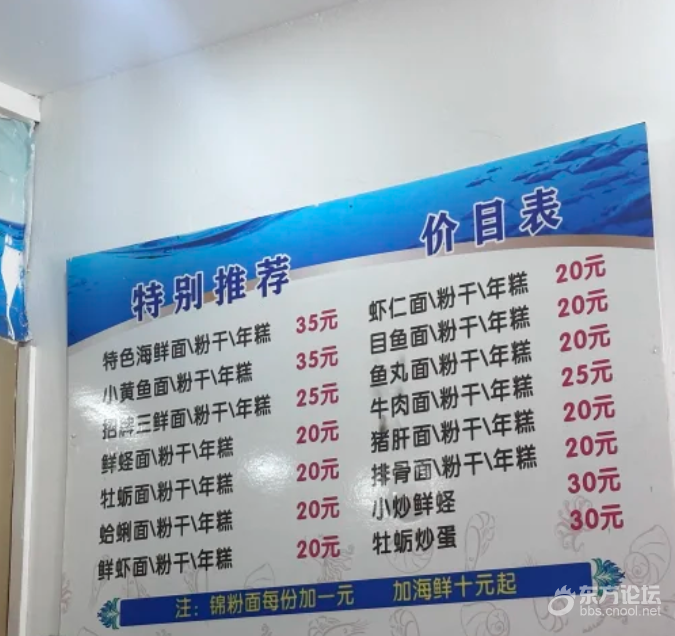 特别推荐
特色海鲜面\粉干\年糕 35元
小黄鱼面\粉干\年糕 35元
招牌三鲜面\粉干\年糕 25元
鲜蛏面\粉干\年糕 20元
牡蛎面\粉干\年糕 20元
蛤蜊面\粉干\年糕 20元
鲜虾面\粉干\年糕 20元
价目表
虾仁面\粉干\年糕 20元
目鱼面\粉干\年糕 20元
鱼丸面\粉干\年糕 20元
牛肉面\粉干\年糕 25元
猪肝面\粉干\年糕 20元
排骨面\粉干\年糕 20元
小炒鲜蛏 30元
牡蛎炒蛋 30元
注：锦粉面每份加一元 加海鲜十元起
东方论坛
bbs.cnool.net